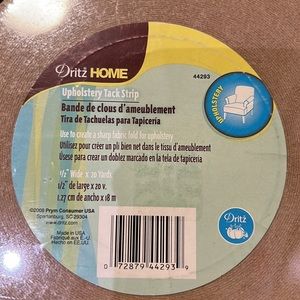 Dritz HOME
44293
Upholstery Tack Strip
Bande de clous d'ameublement
Tira de Tachuelas para Tapicería
UPHOLSTERY
Use to create a sharp fabric fold for upholstery
Utilisez pour créer un pli bien net dans le tissu d'ameublement
Úsese para crear un doblez marcado en la tela de tapicería
1/2" Wide x 20 Yards
1/2" de large x 20 v.
1.27 cm de ancho x 18 m
©2008 Prym Consumer USA
Spartanburg, SC 29304
www.dritz.com
Made in USA
Fabriqué aux É.-U.
Hecho en EE.UU.
Dritz
0 72879 44293 9